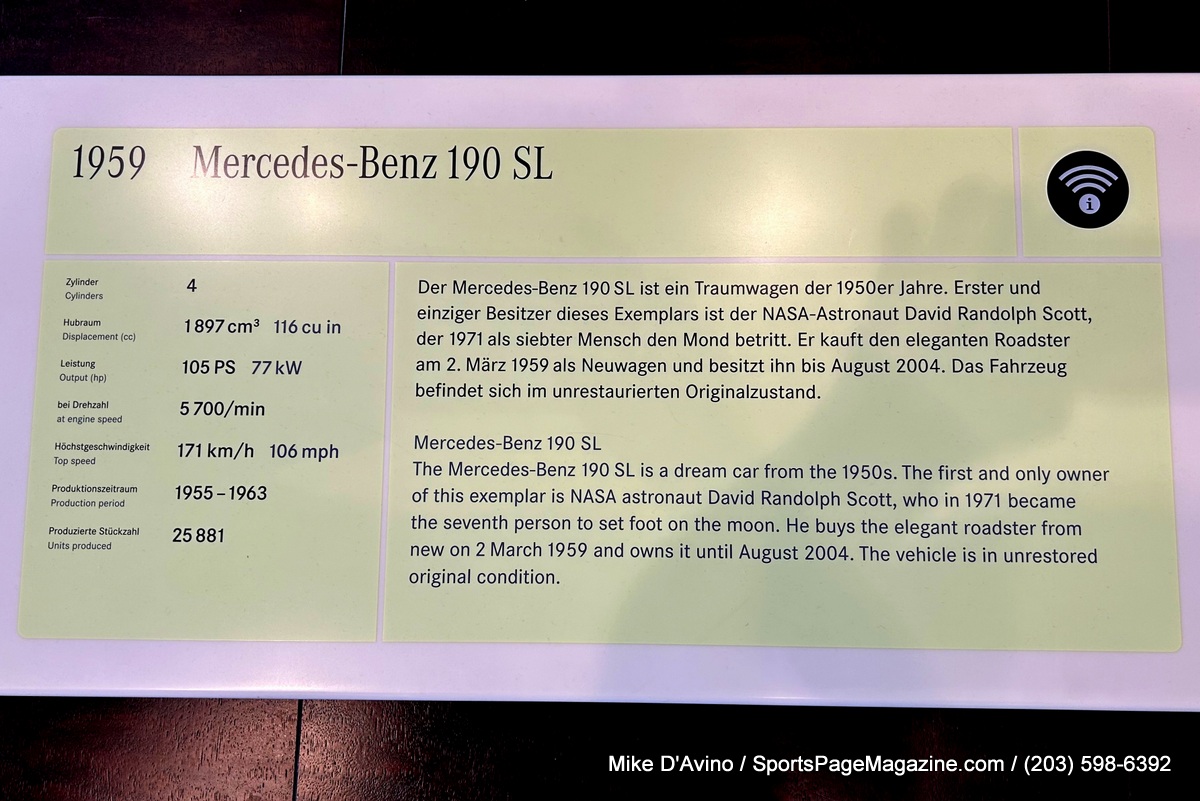 1959 Mercedes-Benz 190 SL
i
Zylinder
Cylinders
4
Hubraum
Displacement (cc)
1 897 cm³ 116 cu in
Leistung
Output (hp)
105 PS 77 kW
bei Drehzahl
at engine speed
5 700/min
Höchstgeschwindigkeit
Top speed
171 km/h 106 mph
Produktionszeitraum
Production period
1955 – 1963
Produzierte Stückzahl
Units produced
25 881
Der Mercedes-Benz 190 SL ist ein Traumwagen der 1950er Jahre. Erster und
einziger Besitzer dieses Exemplars ist der NASA-Astronaut David Randolph Scott,
der 1971 als siebter Mensch den Mond betritt. Er kauft den eleganten Roadster
am 2. März 1959 als Neuwagen und besitzt ihn bis August 2004. Das Fahrzeug
befindet sich im unrestaurierten Originalzustand.
Mercedes-Benz 190 SL
The Mercedes-Benz 190 SL is a dream car from the 1950s. The first and only owner
of this exemplar is NASA astronaut David Randolph Scott, who in 1971 became
the seventh person to set foot on the moon. He buys the elegant roadster from
new on 2 March 1959 and owns it until August 2004. The vehicle is in unrestored
original condition.
Mike D'Avino / SportsPageMagazine.com / (203) 598-6392